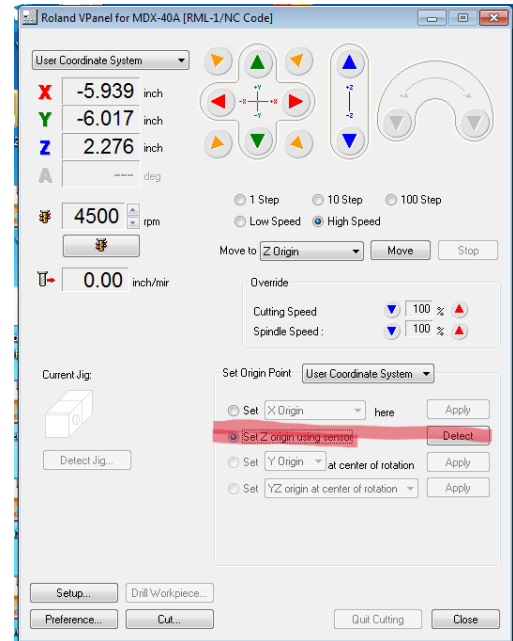 Roland VPanel for MDX-40A [RML-1/NC Code]
User Coordinate System
X -5.939 inch
Y -6.017 inch
Z 2.276 inch
A --- deg
+Y
-X +X
-Y
+Z
-Z
+A -A
1 Step 10 Step 100 Step
4500 rpm
Low Speed High Speed
Move to Z Origin Move Stop
0.00 inch/mir
Override
Cutting Speed 100 %
Spindle Speed : 100 %
Current Jig:
Set Origin Point User Coordinate System
Set X Origin here Apply
Set Z origin using sensor Detect
Detect Jig...
Set Y Origin at center of rotation Apply
Set YZ origin at center of rotation Apply
Setup... Drill Workpiece...
Preference... Cut... Quit Cutting Close